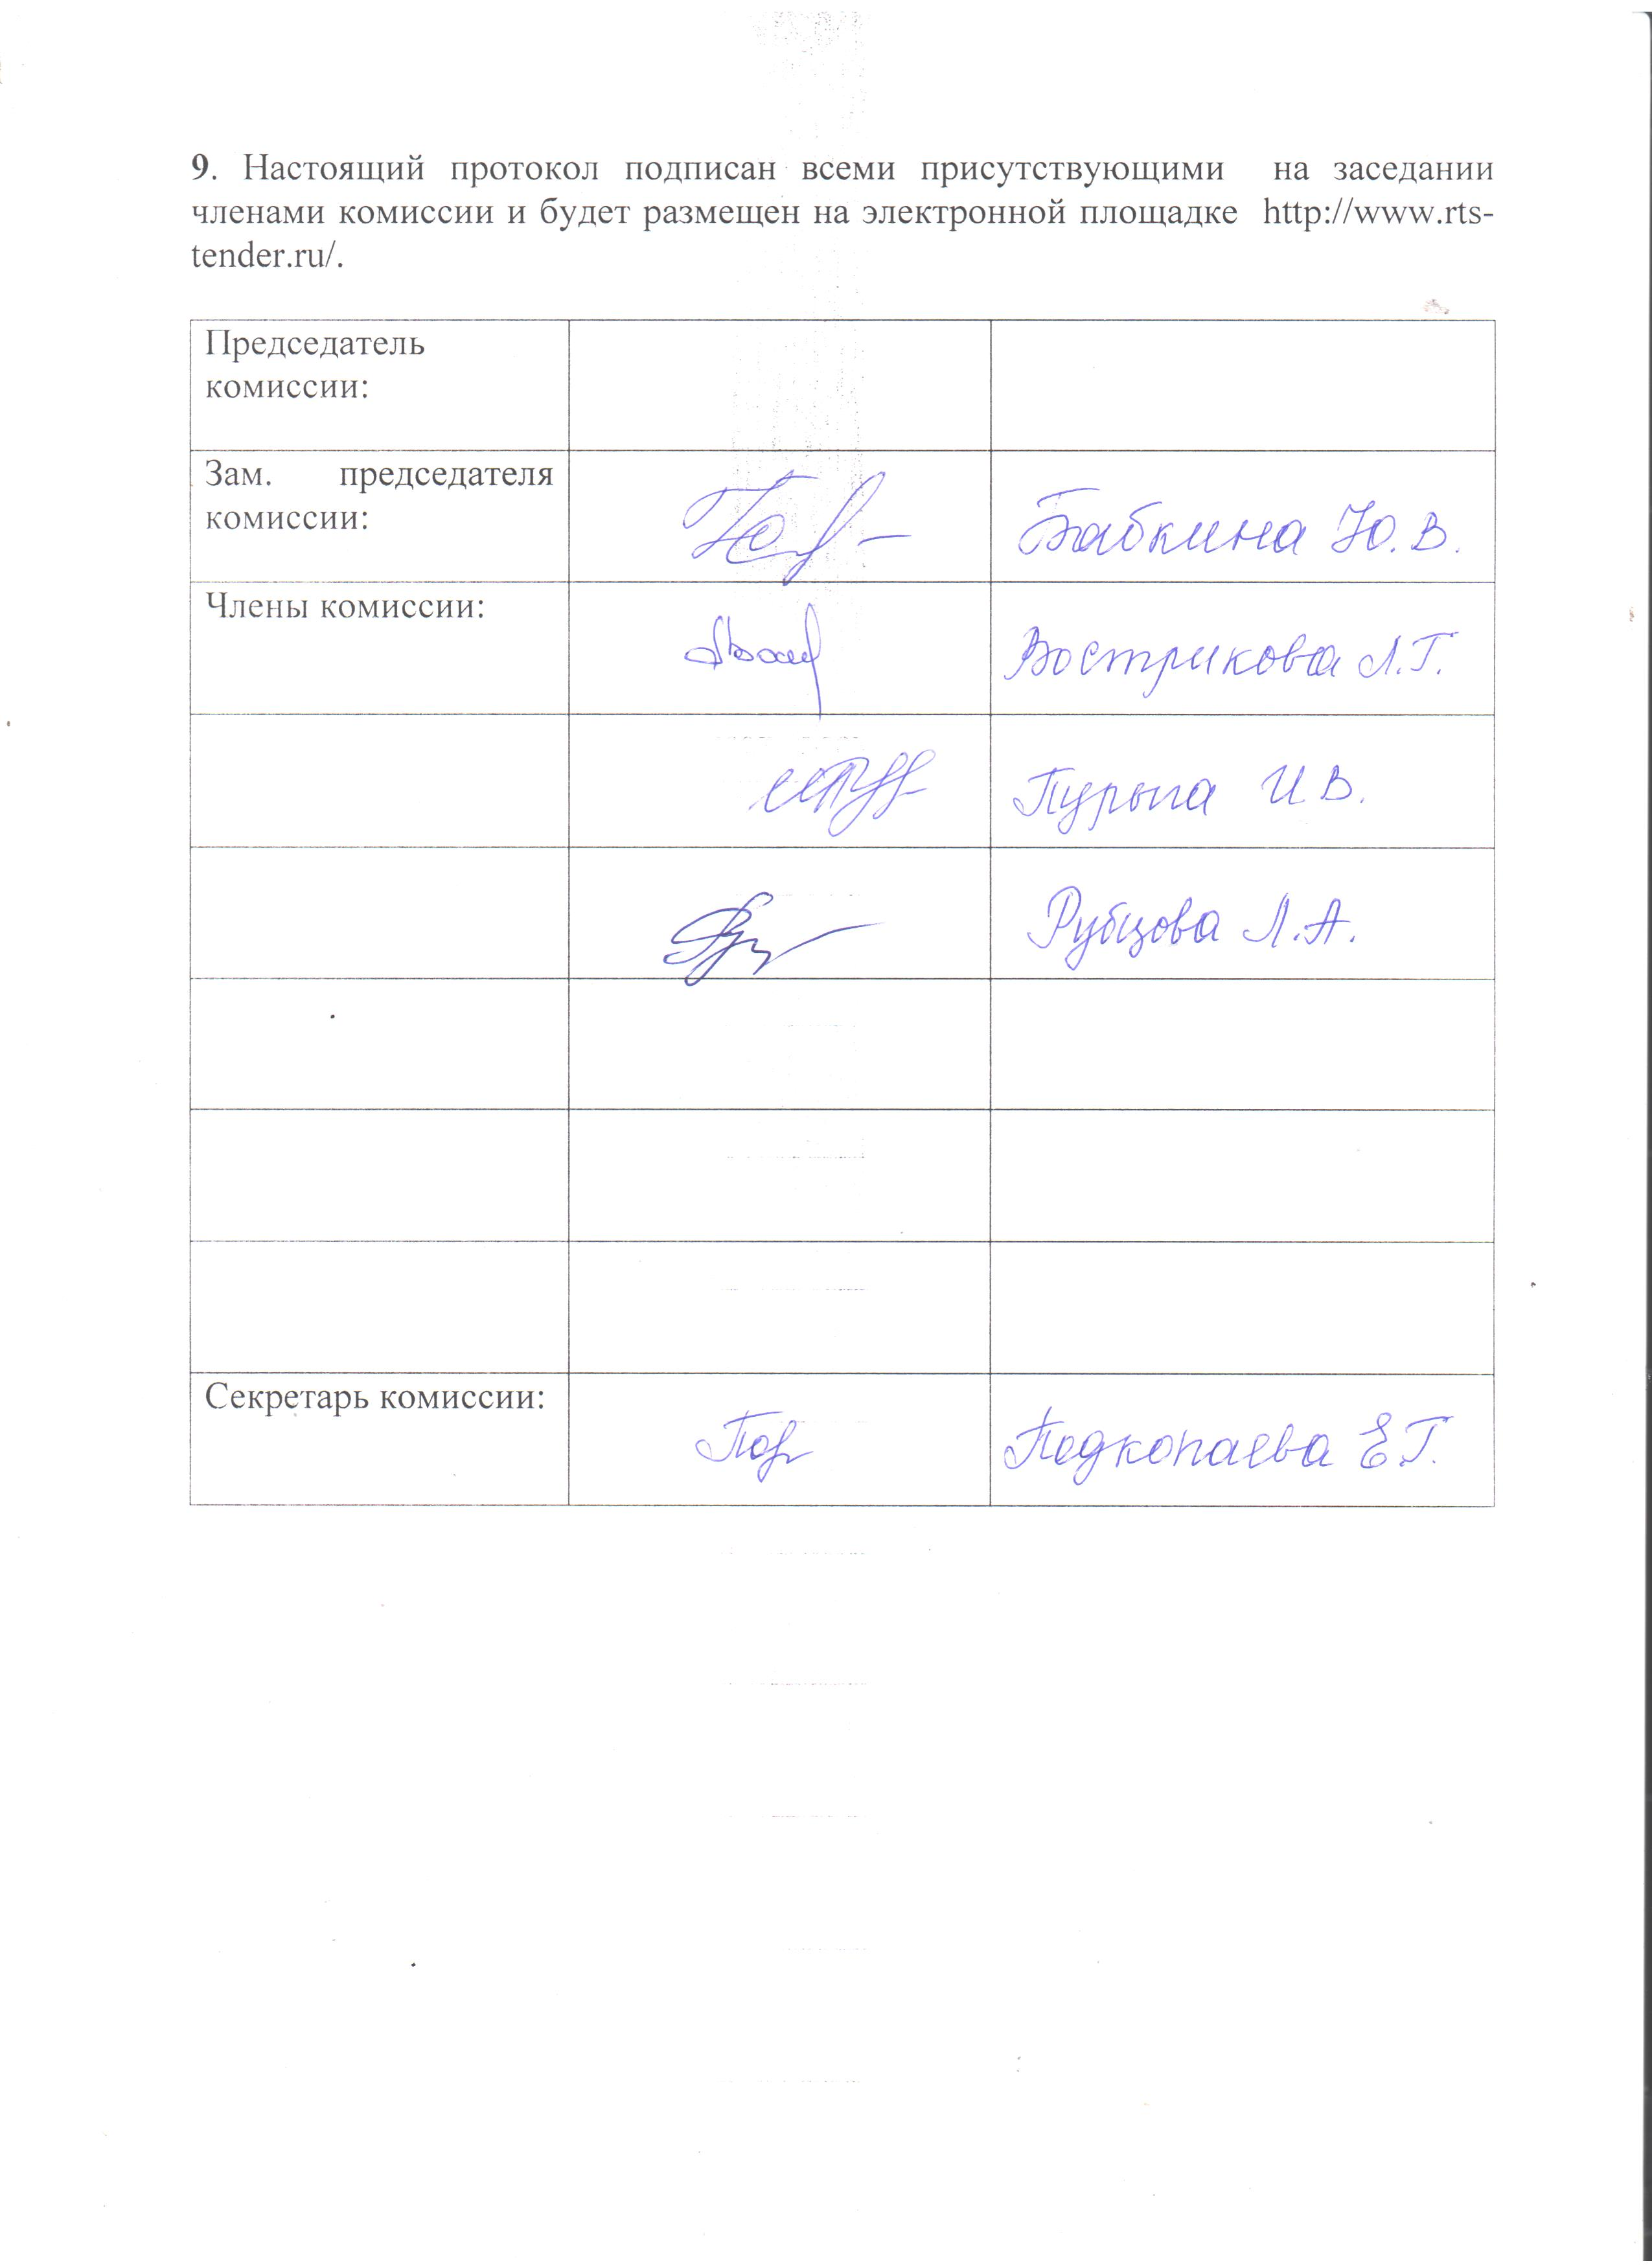 9. Настоящий протокол подписан всеми присутствующими на заседании
членами комиссии и будет размещен на электронной площадке http://www.rts-
tender.ru/.
Председатель
комиссии:
Зам. председателя
комиссии:
Бабкина Ю.В.
Члены комиссии:
Вострикова Л.Г.
Пурыга И.В.
Рубцова Л.А.
Секретарь комиссии:
Подкопаева Е.Г.